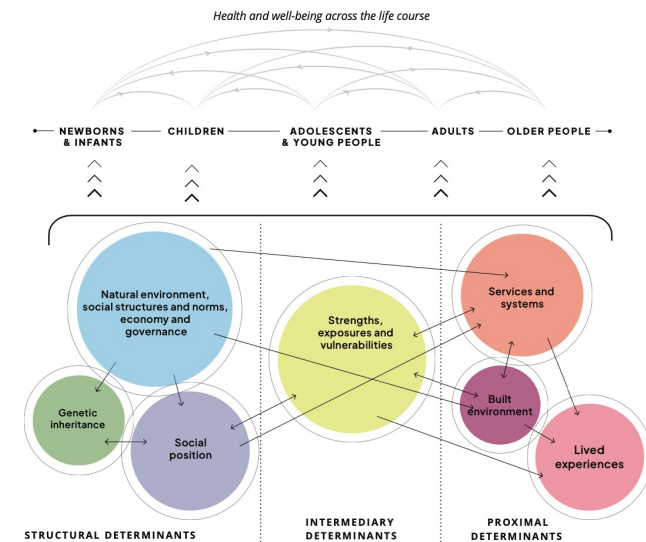 Health and well-being across the life course
NEWBORNS
& INFANTS
CHILDREN
ADOLESCENTS
& YOUNG PEOPLE
ADULTS
OLDER PEOPLE
Natural environment,
social structures and norms,
economy and
governance
Genetic
inheritance
Social
position
Strengths,
exposures and
vulnerabilities
Services and
systems
Built
environment
Lived
experiences
STRUCTURAL DETERMINANTS
INTERMEDIARY
DETERMINANTS
PROXIMAL
DETERMINANTS